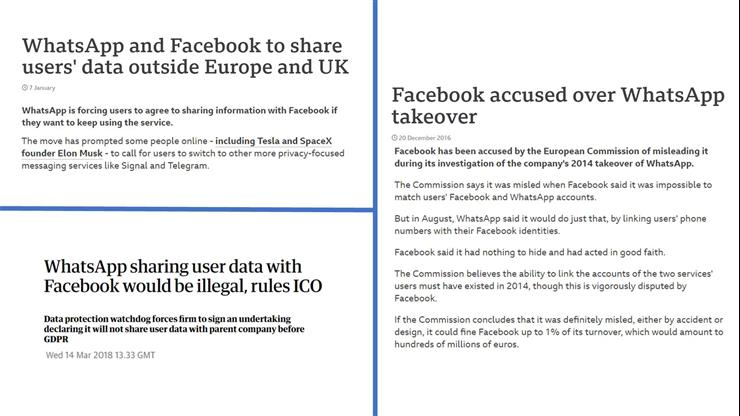 WhatsApp and Facebook to share
users' data outside Europe and UK
7 January
WhatsApp is forcing users to agree to sharing information with Facebook if
they want to keep using the service.
The move has prompted some people online - including Tesla and SpaceX
founder Elon Musk - to call for users to switch to other more privacy-focused
messaging services like Signal and Telegram.
WhatsApp sharing user data with
Facebook would be illegal, rules ICO
Data protection watchdog forces firm to sign an undertaking
declaring it will not share user data with parent company before
GDPR
Wed 14 Mar 2018 13.33 GMT
Facebook accused over WhatsApp
takeover
20 December 2016
Facebook has been accused by the European Commission of misleading it
during its investigation of the company's 2014 takeover of WhatsApp.
The Commission says it was misled when Facebook said it was impossible to
match users' Facebook and WhatsApp accounts.
But in August, WhatsApp said it would do just that, by linking users' phone
numbers with their Facebook identities.
Facebook said it had nothing to hide and had acted in good faith.
The Commission believes the ability to link the accounts of the two services'
users must have existed in 2014, though this is vigorously disputed by
Facebook.
If the Commission concludes that it was definitely misled, either by accident or
design, it could fine Facebook up to 1% of its turnover, which would amount to
hundreds of millions of euros.